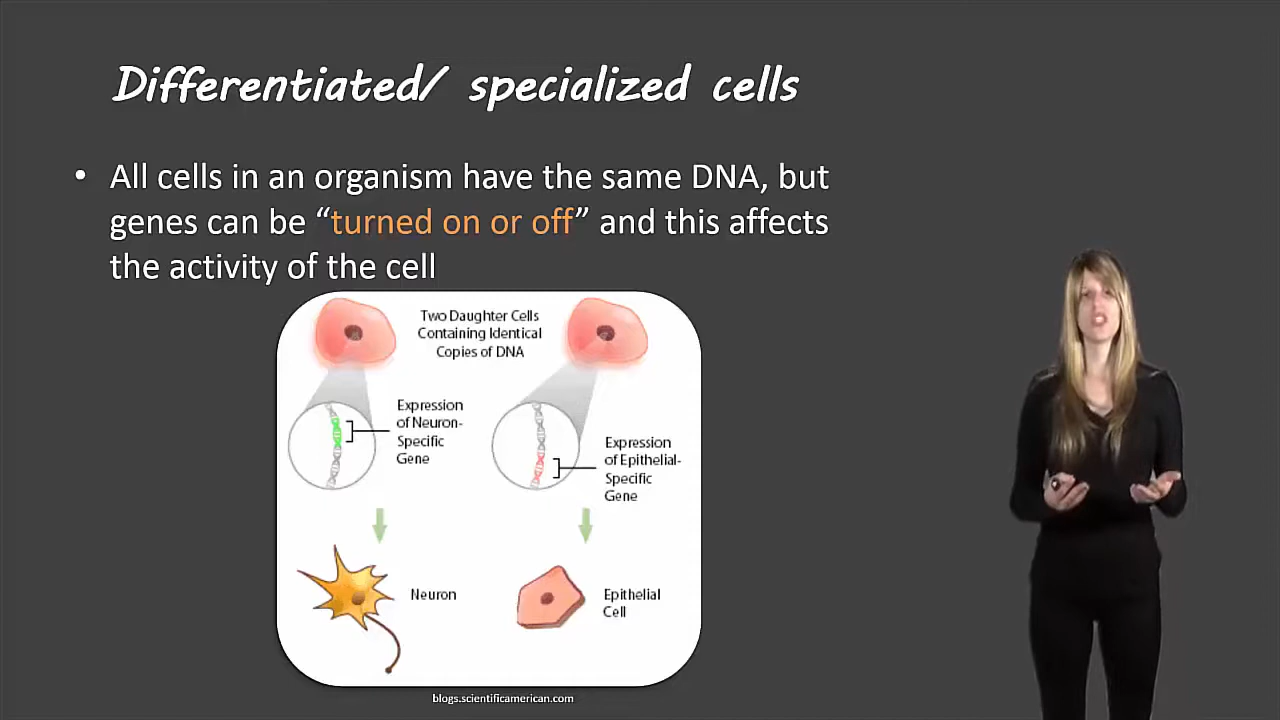 Differentiated/ specialized cells
• All cells in an organism have the same DNA, but
genes can be “turned on or off” and this affects
the activity of the cell
Two Daughter Cells
Containing Identical
Copies of DNA
Expression
of Neuron-
Specific
Gene
Expression
of Epithelial-
Specific
Gene
Neuron
Epithelial
Cell
blogs.scientificamerican.com